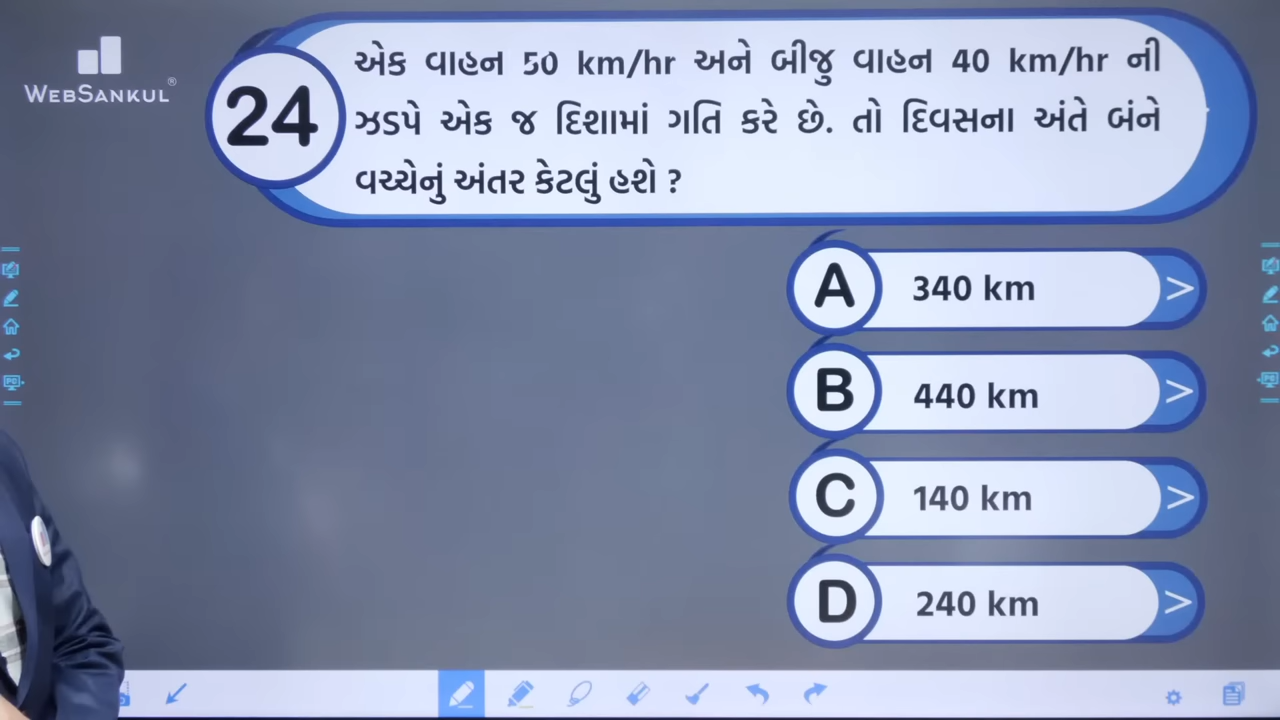 WEBSANKUL®
24
એક વાહન 50 km/hr અને બીજુ વાહન 40 km/hr ની
ઝડપે એક જ દિશામાં ગતિ કરે છે. તો દિવસના અંતે બંને
વચ્ચેનું અંતર કેટલું હશે ?
A 340 km >
B 440 km >
C 140 km >
D 240 km >